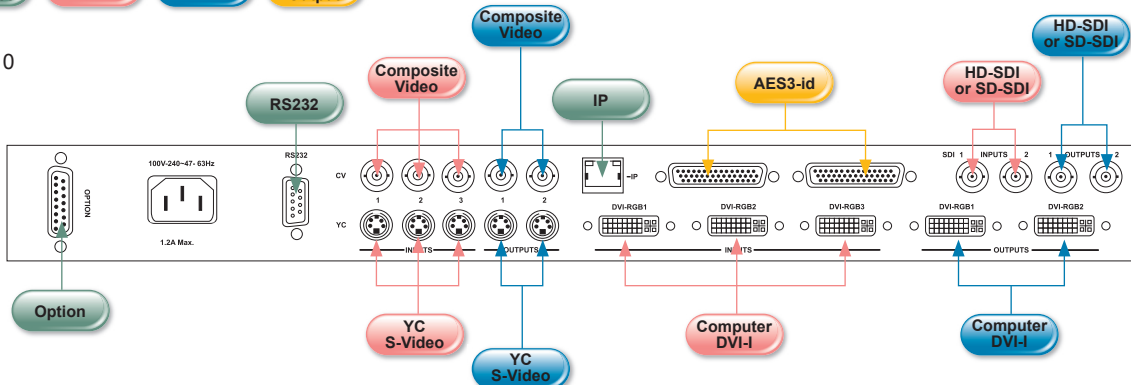 Composite
Video
HD-SDI
or SD-SDI
0
Composite
Video
HD-SDI
or SD-SDI
AES3-id
IP
RS232
100V-240~47- 63Hz
RS232
OPTION
CV
1
2
3
1
2
YC
INPUTS
OUTPUTS
1.2A Max.
IP
SDI 1 INPUTS 2
1 OUTPUTS 2
DVI-RGB1
DVI-RGB2
DVI-RGB3
DVI-RGB1
DVI-RGB2
INPUTS
OUTPUTS
Option
YC
S-Video
Computer
DVI-I
Computer
DVI-I
YC
S-Video